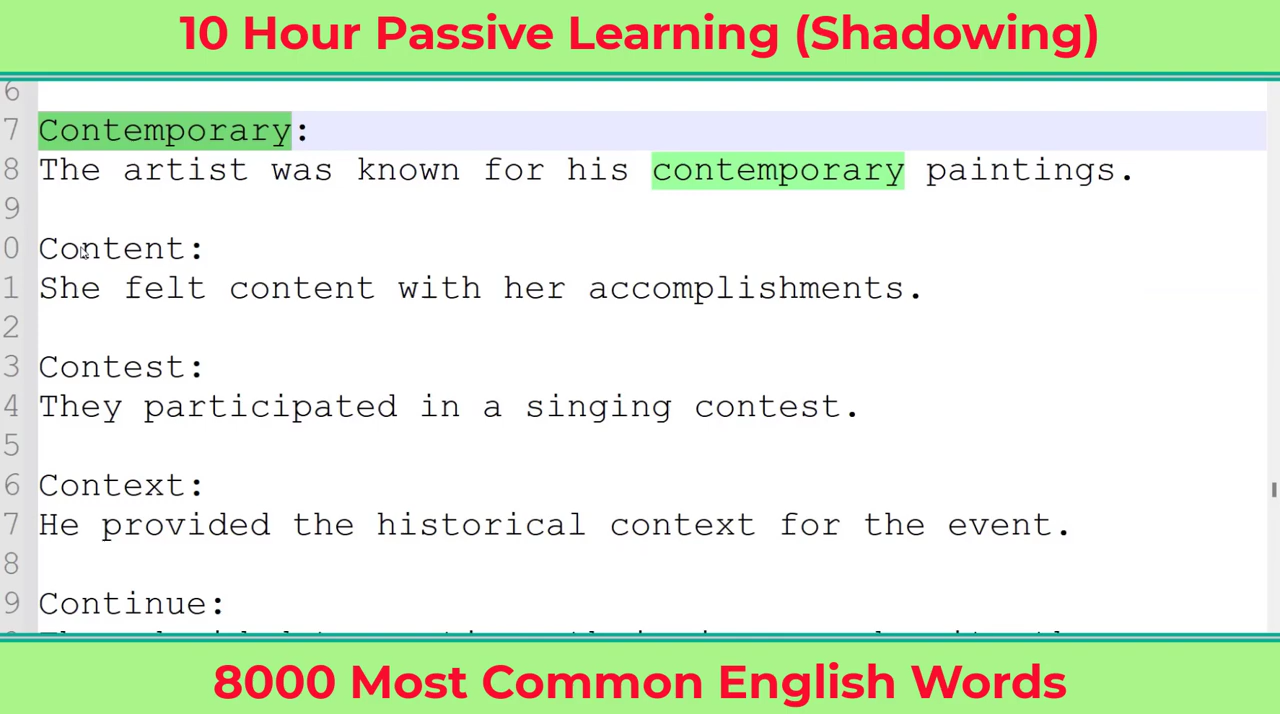 10 Hour Passive Learning (Shadowing)
6
7 Contemporary:
8 The artist was known for his contemporary paintings.
9
0 Content:
1 She felt content with her accomplishments.
2
3 Contest:
4 They participated in a singing contest.
5
6 Context:
7 He provided the historical context for the event.
8
9 Continue:
8000 Most Common English Words